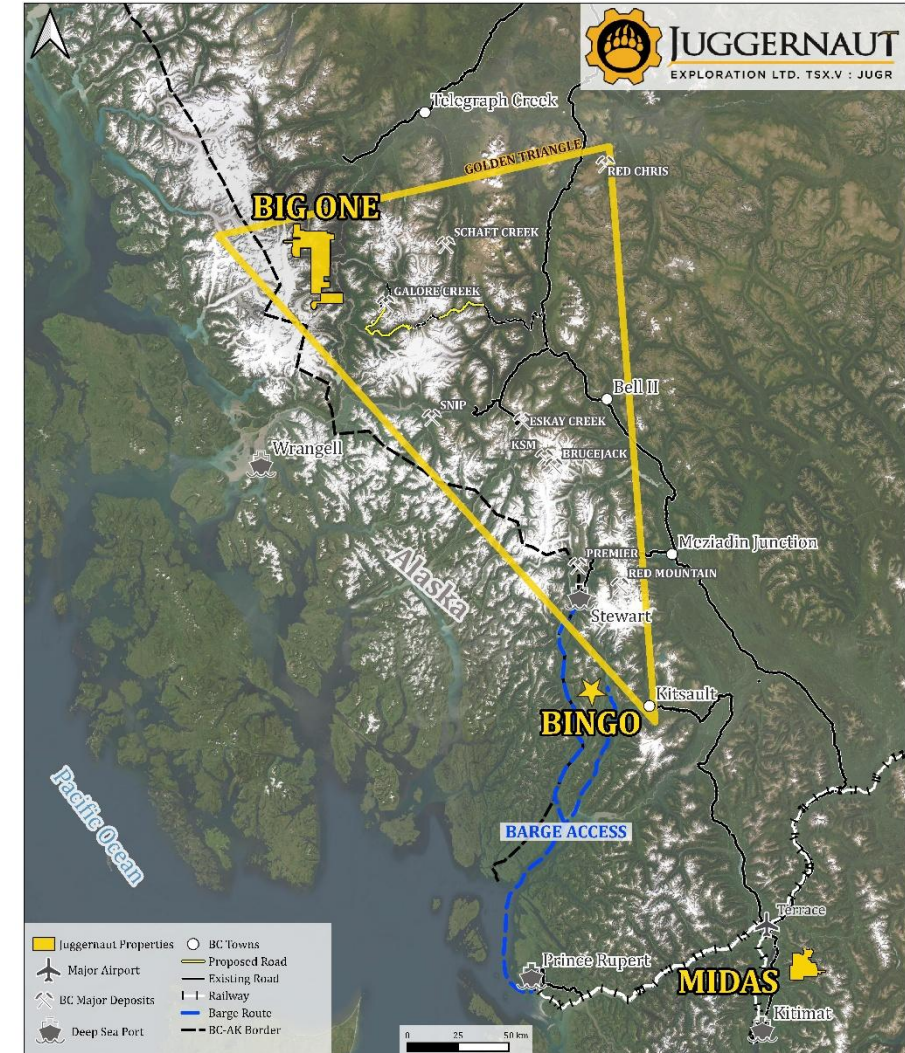 JUGGERNAUT
EXPLORATION LTD. TSX.V : JUGR
Telegraph Creek
GOLDEN TRIANGLE
RED CHRIS
BIG ONE
SCHAFT CREEK
GALORE CREEK
Bell II
SNIP
ESKAY CREEK
KSM
BRUCEJACK
Wrangell
Meziadin Junction
PREMIER
RED MOUNTAIN
Alaska
Stewart
Kitsault
BINGO
Pacific Ocean
BARGE ACCESS
Terrace
Prince Rupert
MIDAS
Kitimat
Juggernaut Properties
Major Airport
BC Major Deposits
Deep Sea Port
BC Towns
Proposed Road
Existing Road
Railway
Barge Route
BC-AK Border
0 25 50 km